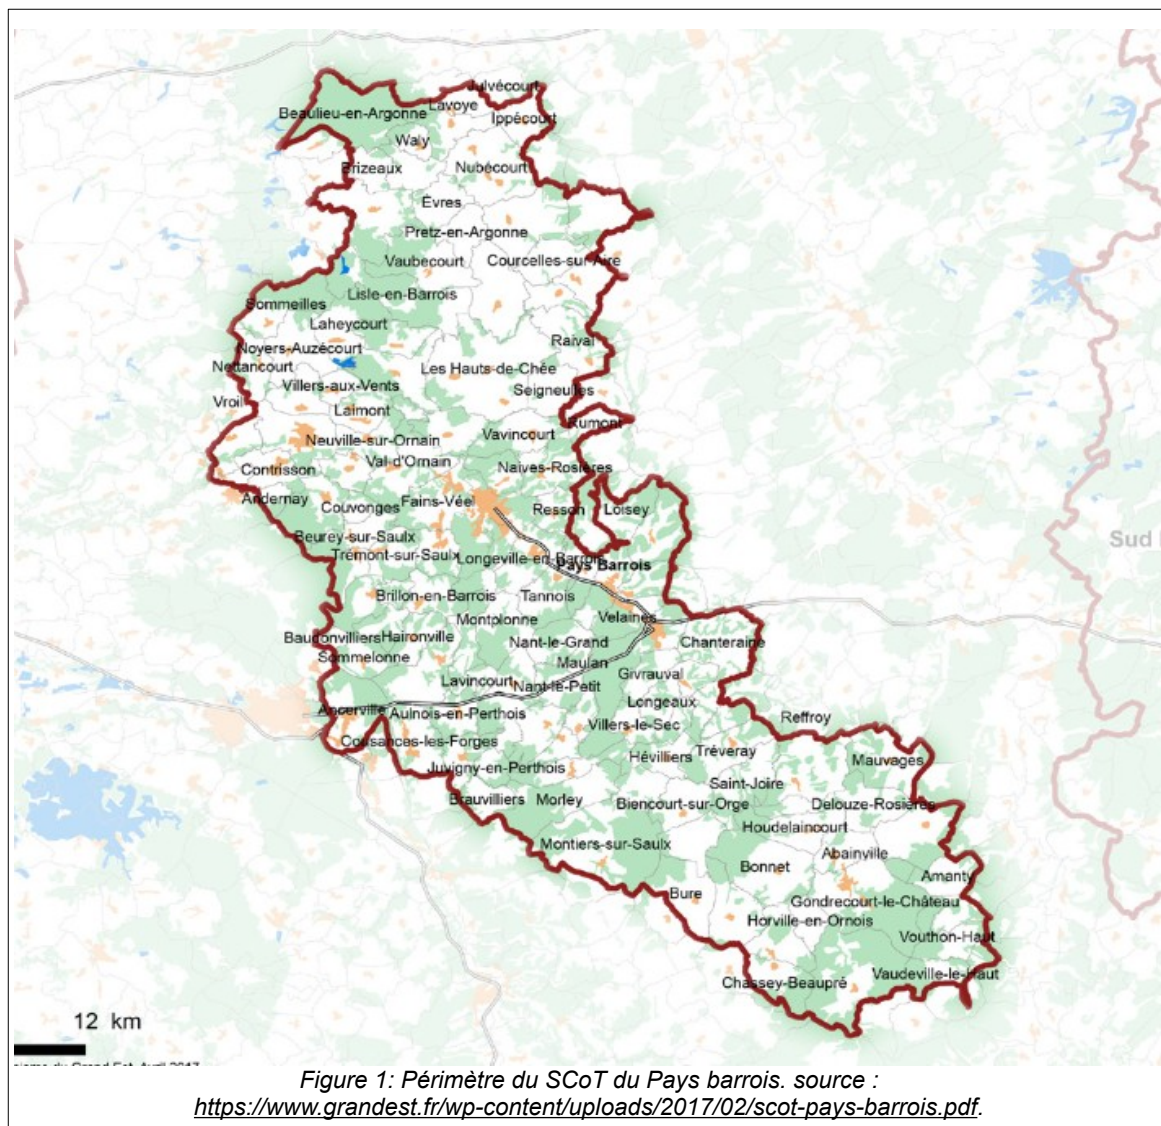 Julvécourt
Lavoye
Beaulieu-en-Argonne
Ippécourt
Waly
Brizeaux
Nubécourt
Èvres
Pretz-en-Argonne
Vaubecourt
Courcelles-sur-Aire
Lisle-en-Barrois
Sommeilles
Laheycourt
Raival
Noyers-Auzécourt
Nettancourt
Les Hauts-de-Chée
Villers-aux-Vents
Seigneulles
Vroil
Laimont
Rumont
Neuville-sur-Ornain
Vavincourt
Val-d'Ornain
Contrisson
Naives-Rosières
Andernay
Fains-Véel
Couvonges
Resson
Loisey
Beurey-sur-Saulx
Trémont-sur-Saulx
Longeville-en-Barrois
Pays Barrois
Sud
Brillon-en-Barrois
Tannois
Montplonne
Velaines
Baudonvilliers
Haironville
Nant-le-Grand
Chanteraine
Sommelonne
Maulan
Givrauval
Lavincourt
Nant-le-Petit
Longeaux
Ancerville
Aulnois-en-Perthois
Reffroy
Villers-le-Sec
Cousances-les-Forges
Tréveray
Hévilliers
Mauvages
Juvigny-en-Perthois
Saint-Joire
Brauvilliers
Morley
Biencourt-sur-Orge
Delouze-Rosières
Houdelaincourt
Montiers-sur-Saulx
Abainville
Bonnet
Amanty
Bure
Gondrecourt-le-Château
Horville-en-Ornois
Vouthon-Haut
Vaudeville-le-Haut
Chassey-Beaupré
12 km
Figure 1: Périmètre du SCoT du Pays barrois. source :
https://www.grandest.fr/wp-content/uploads/2017/02/scot-pays-barrois.pdf.